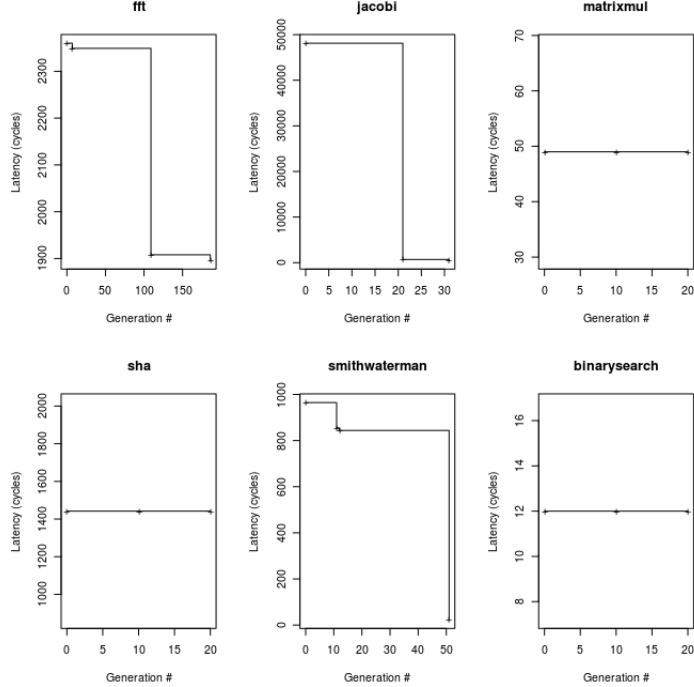 fft
Latency (cycles)
1900 2000 2100 2200 2300
0 50 100 150
Generation #
jacobi
Latency (cycles)
0 10000 20000 30000 40000 50000
0 5 10 15 20 25 30
Generation #
matrixmul
Latency (cycles)
30 40 50 60 70
0 5 10 15 20
Generation #
sha
Latency (cycles)
1000 1200 1400 1600 1800 2000
0 5 10 15 20
Generation #
smithwaterman
Latency (cycles)
0 200 400 600 800 1000
0 10 20 30 40 50
Generation #
binarysearch
Latency (cycles)
8 10 12 14 16
0 5 10 15 20
Generation #